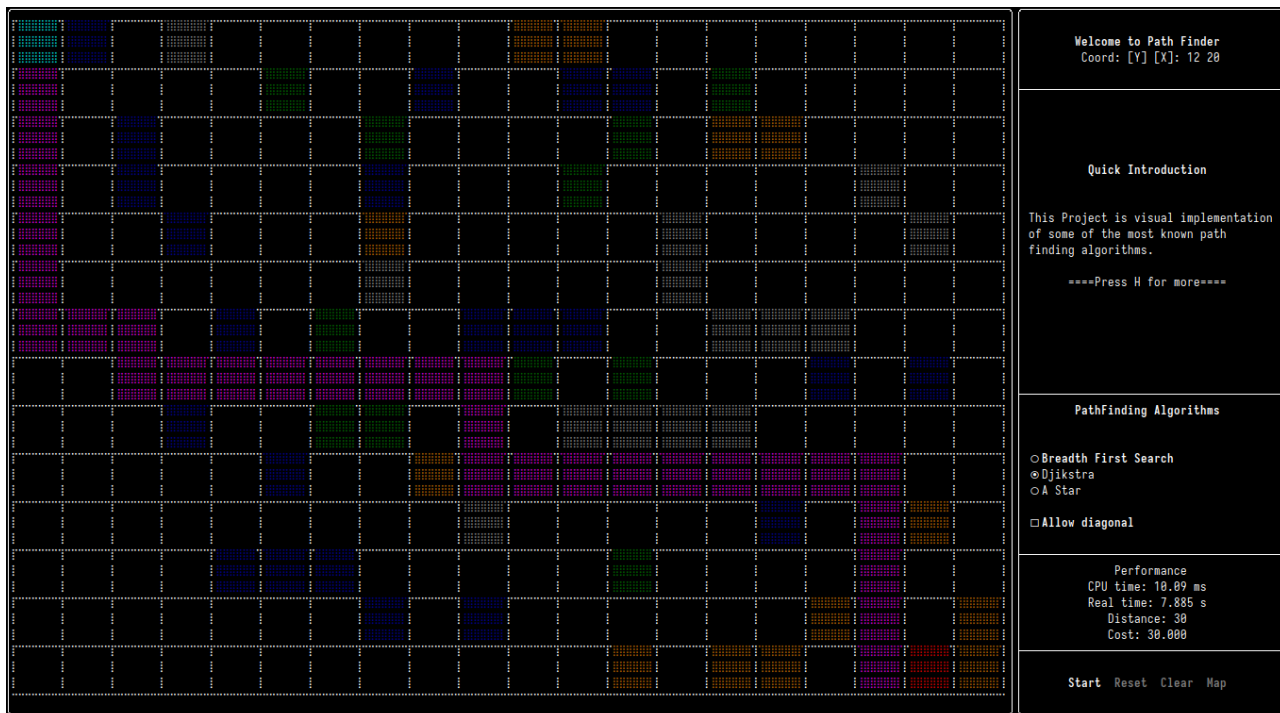 Welcome to Path Finder
Coord: [Y] [X]: 12 20
Quick Introduction
This Project is visual implementation
of some of the most known path
finding algorithms.
====Press H for more====
PathFinding Algorithms
Breadth First Search
Djikstra
A Star
Allow diagonal
Performance
CPU time: 10.09 ms
Real time: 7.885 s
Distance: 30
Cost: 30.000
Start Reset Clear Map